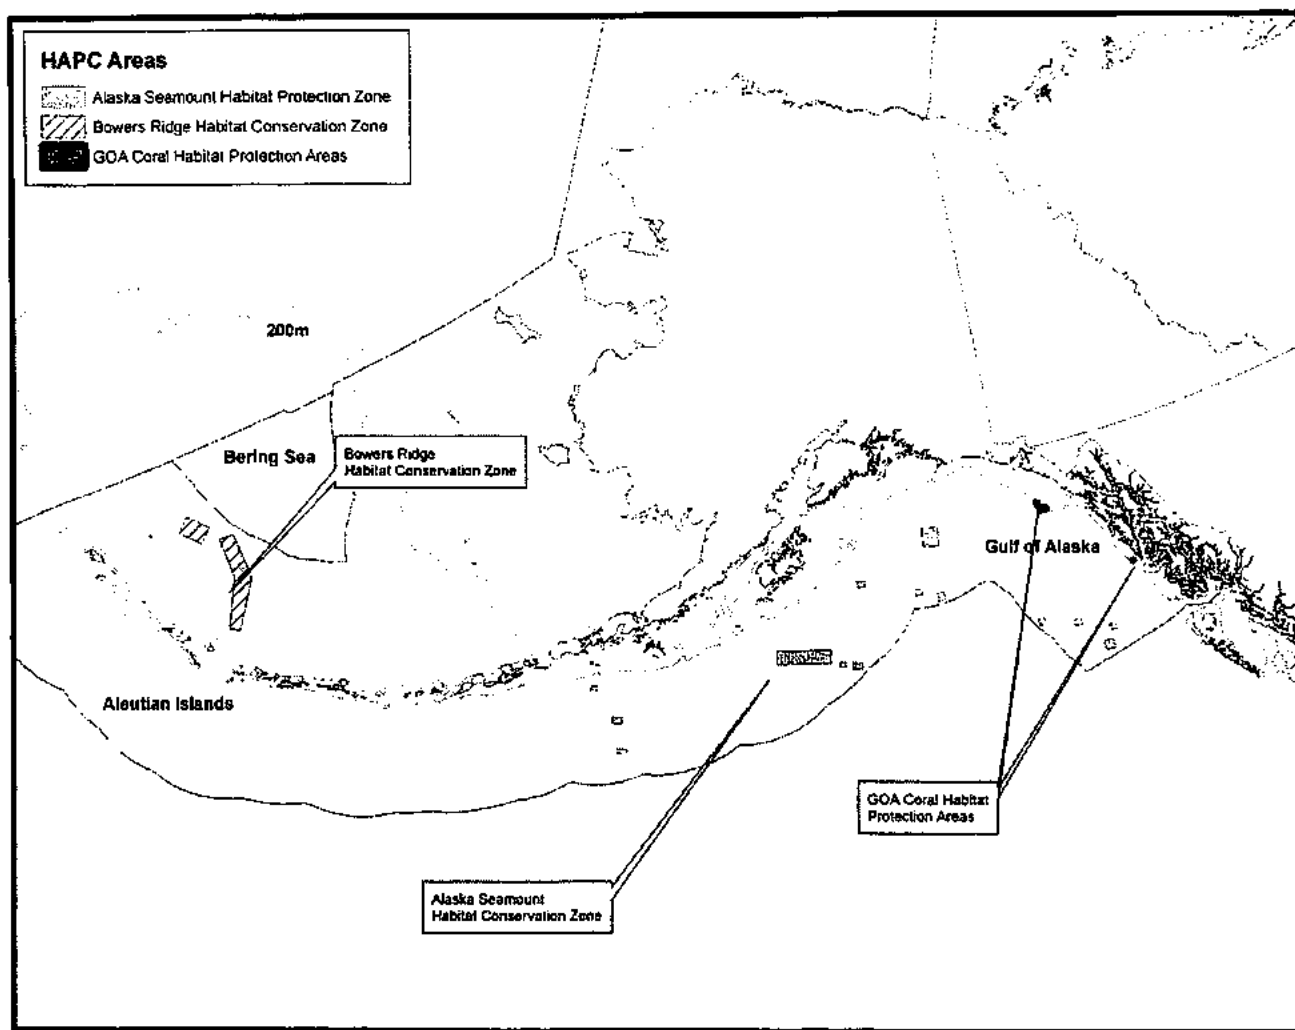 HAPC Areas
Alaska Seamount Habitat Protection Zone
Bowers Ridge Habitat Conservation Zone
GOA Coral Habitat Protection Areas
200m
Bering Sea
Bowers Ridge
Habitat Conservation Zone
Gulf of Alaska
Aleutian Islands
GOA Coral Habitat
Protection Areas
Alaska Seamount
Habitat Conservation Zone